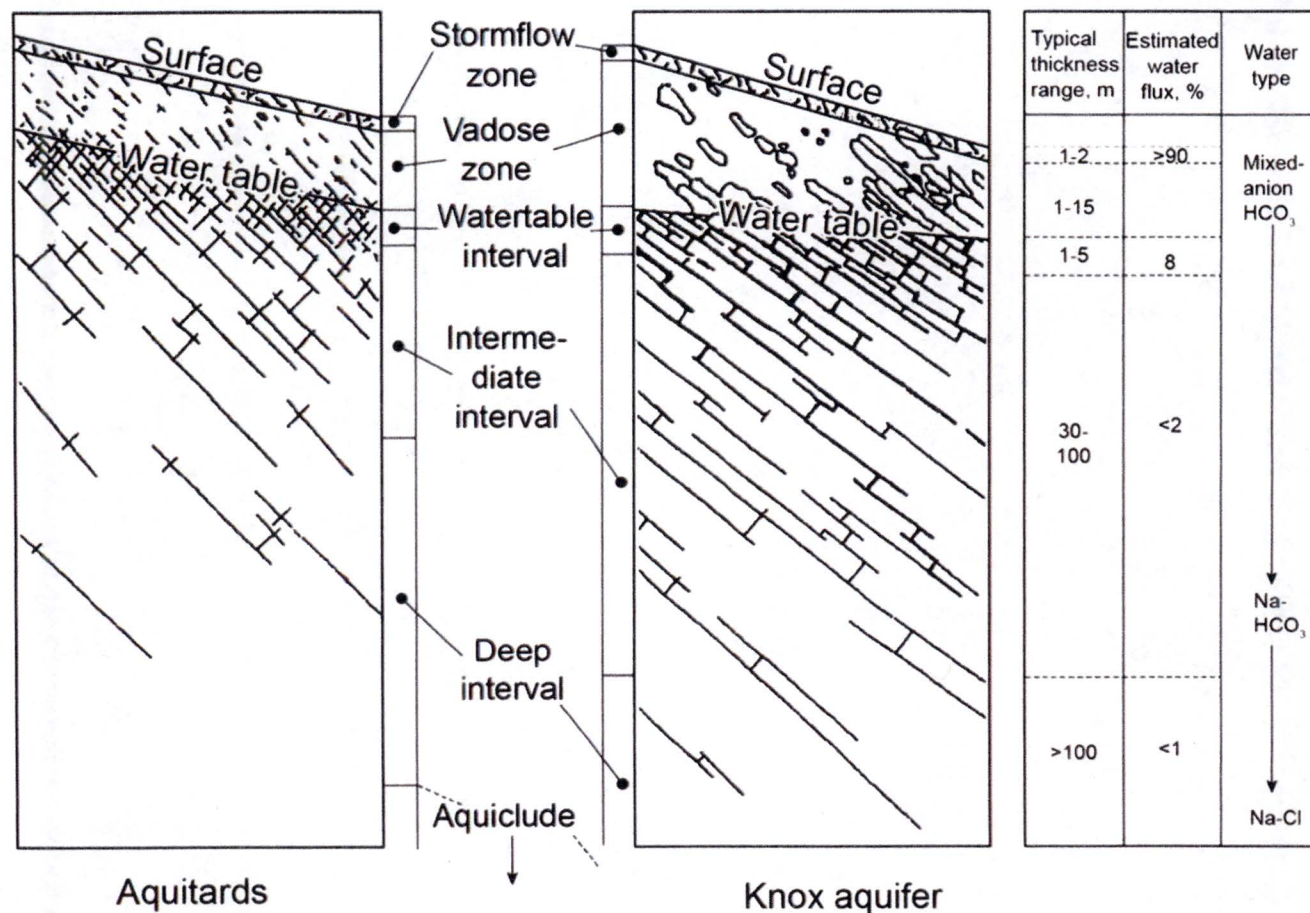 Surface
Water table
Aquitards
Stormflow
zone
Vadose
zone
Watertable
interval
Interme-
diate
interval
Deep
interval
Aquiclude
Surface
Water table
Knox aquifer
Typical
thickness
range, m
Estimated
water
flux, %
Water
type
1-2
≥90
1-15
1-5
8
30-
100
<2
>100
<1
Mixed-
anion
HCO₃
Na-
HCO₃
Na-Cl